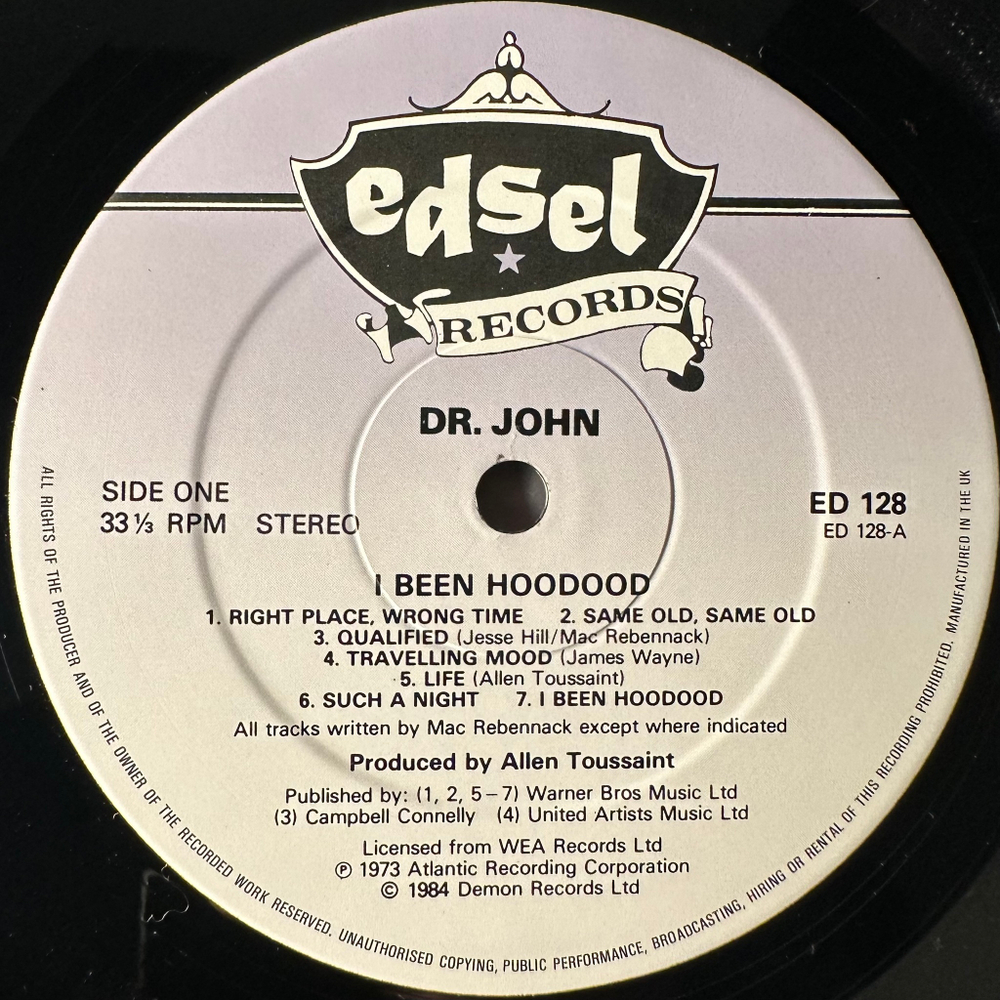 edsel
RECORDS
DR. JOHN
SIDE ONE
33⅓ RPM STEREO
ED 128
ED 128-A
I BEEN HOODOOD
1. RIGHT PLACE, WRONG TIME 2. SAME OLD, SAME OLD
3. QUALIFIED (Jesse Hill/Mac Rebennack)
4. TRAVELLING MOOD (James Wayne)
5. LIFE (Allen Toussaint)
6. SUCH A NIGHT 7. I BEEN HOODOOD
All tracks written by Mac Rebennack except where indicated
Produced by Allen Toussaint
Published by: (1, 2, 5–7) Warner Bros Music Ltd
(3) Campbell Connelly (4) United Artists Music Ltd
Licensed from WEA Records Ltd
℗ 1973 Atlantic Recording Corporation
© 1984 Demon Records Ltd
ALL RIGHTS OF THE PRODUCER AND OF THE OWNER OF THE RECORDED WORK RESERVED. UNAUTHORISED COPYING, PUBLIC PERFORMANCE, BROADCASTING, HIRING OR RENTAL OF THIS RECORDING PROHIBITED. MANUFACTURED IN THE UK